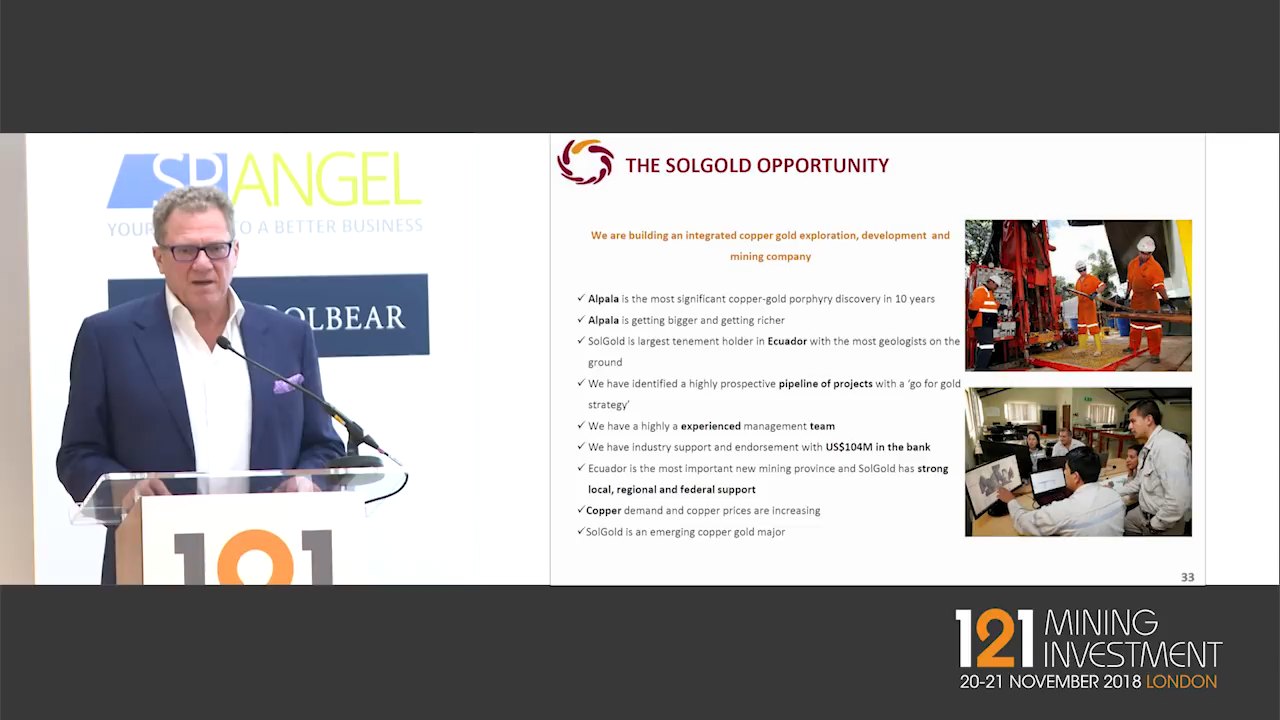 SP ANGEL
YOUR O A BETTER BUSINESS
OLBEAR
101
THE SOLGOLD OPPORTUNITY
We are building an integrated copper gold exploration, development and
mining company
✓ Alpala is the most significant copper-gold porphyry discovery in 10 years
✓ Alpala is getting bigger and getting richer
✓ SolGold is largest tenement holder in Ecuador with the most geologists on the
ground
✓ We have identified a highly prospective pipeline of projects with a ‘go for gold
strategy’
✓ We have a highly a experienced management team
✓ We have industry support and endorsement with US$104M in the bank
✓ Ecuador is the most important new mining province and SolGold has strong
local, regional and federal support
✓Copper demand and copper prices are increasing
✓SolGold is an emerging copper gold major
33
121 MINING
INVESTMENT
20-21 NOVEMBER 2018 LONDON